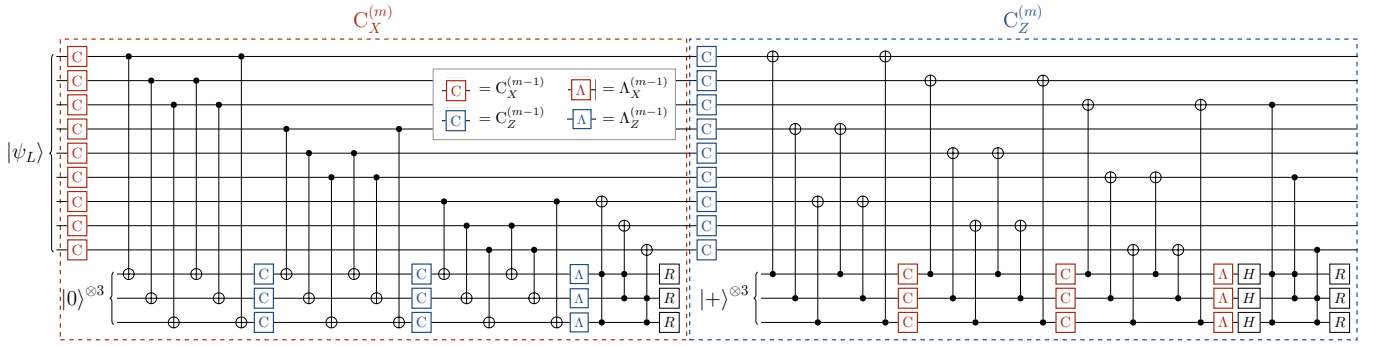 C_X^{(m)} C_Z^{(m)}
C C
C C
C = C_X^{(m−1)} Λ = Λ_X^{(m−1)}
C C
C = C_Z^{(m−1)} Λ = Λ_Z^{(m−1)}
C C
|ψ_L⟩ C C
C C
C C
C C
C C
C C Λ R C C Λ H R
|0⟩^{⊗3} C C Λ R |+⟩^{⊗3} C C Λ H R
C C Λ R C C Λ H R